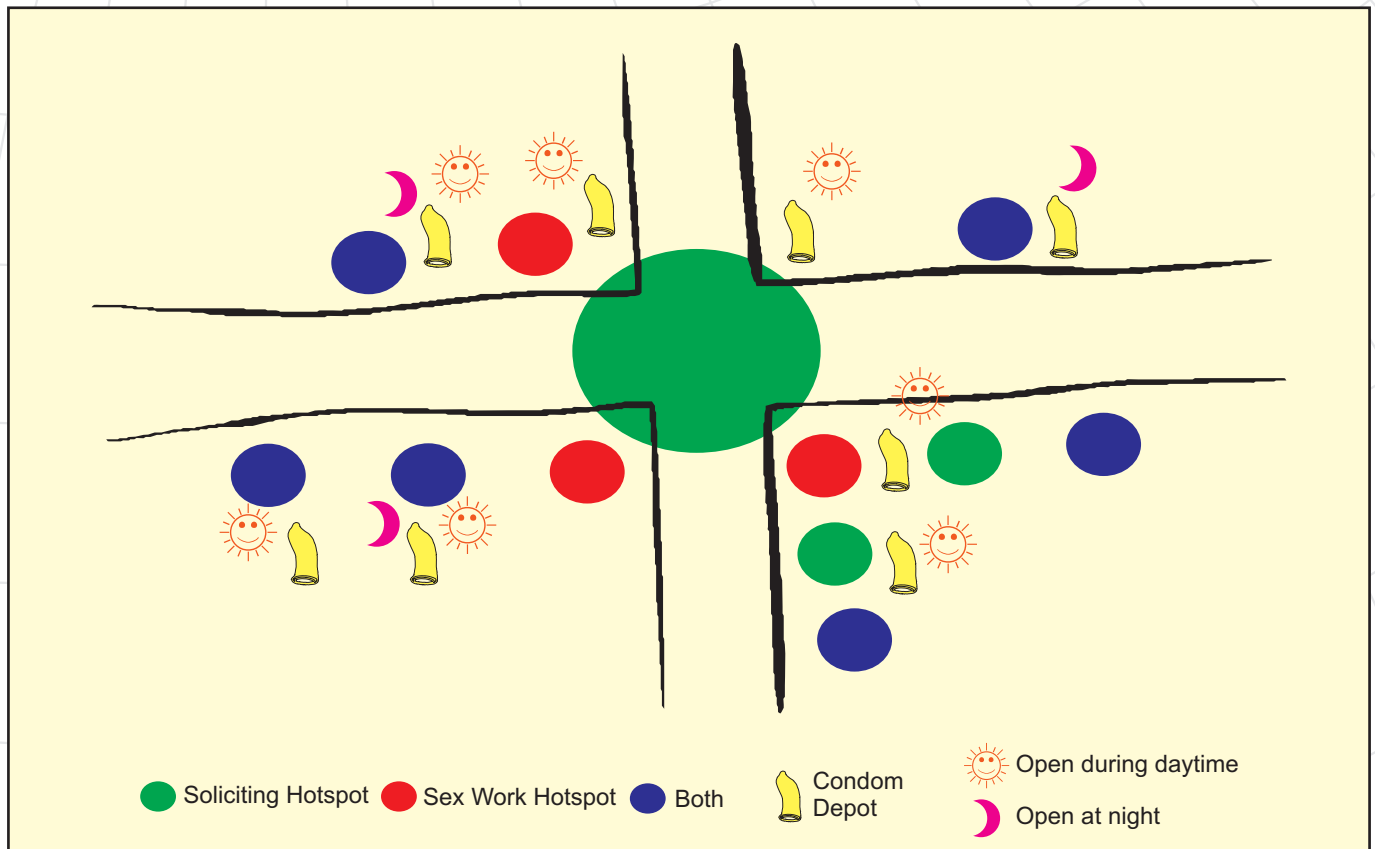 Soliciting Hotspot
Sex Work Hotspot
Both
Condom
Depot
Open during daytime
Open at night